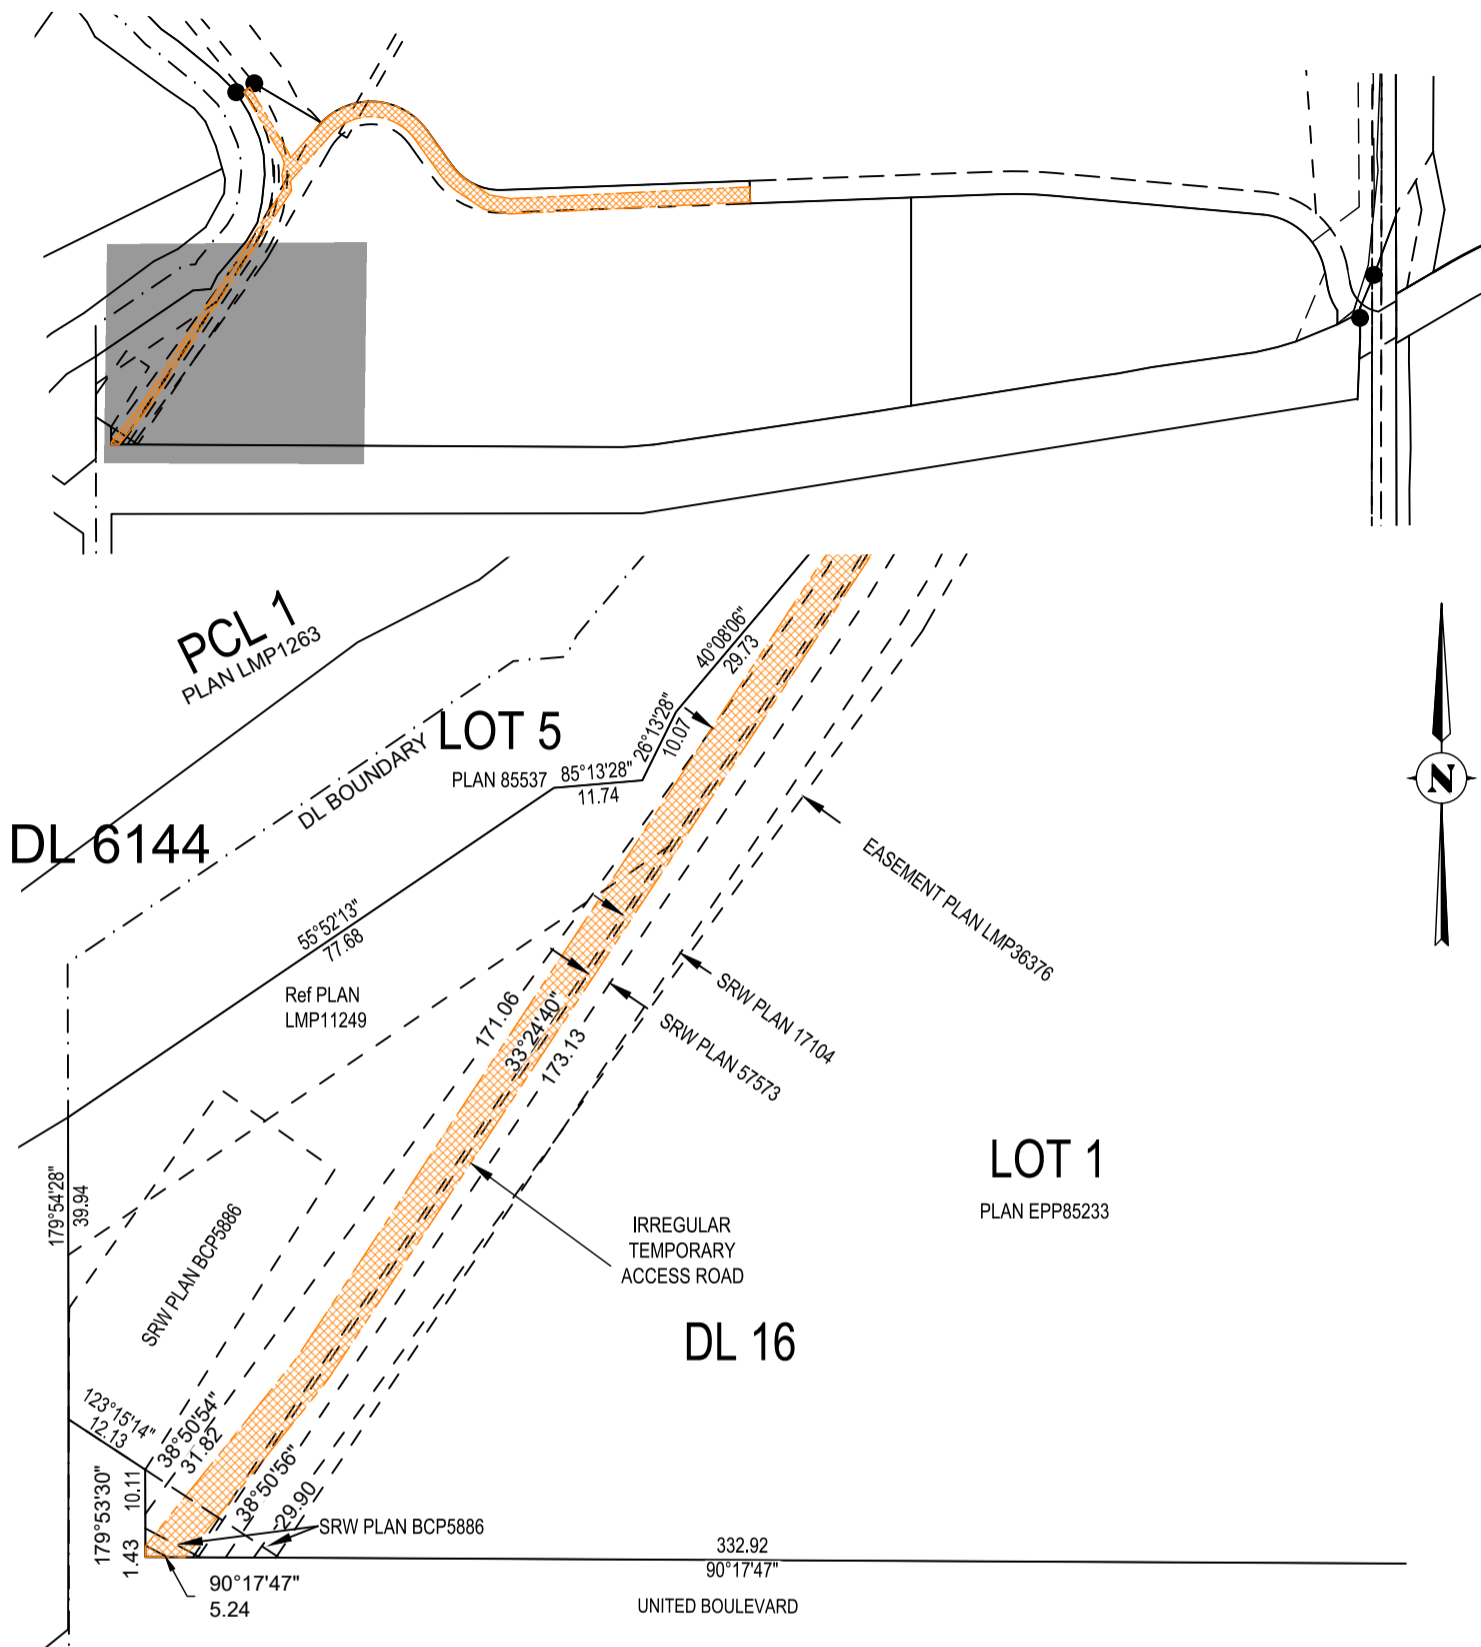 PCL 1
PLAN LMP1263
40°08'06"
29.73
LOT 5
PLAN 85537
DL BOUNDARY
85°13'28"
11.74
26°13'28"
10.07
N
DL 6144
EASEMENT PLAN LMP36376
55°52'13"
77.68
SRW PLAN 17104
Ref PLAN
LMP11249
171.06
33°24'40"
173.13
SRW PLAN 57573
LOT 1
PLAN EPP85233
179°54'28"
39.94
SRW PLAN BCP5886
IRREGULAR
TEMPORARY
ACCESS ROAD
DL 16
123°15'14"
12.13
38°50'54"
31.82
38°50'56"
29.90
179°53'30"
10.11
1.43
SRW PLAN BCP5886
332.92
90°17'47"
90°17'47"
5.24
UNITED BOULEVARD